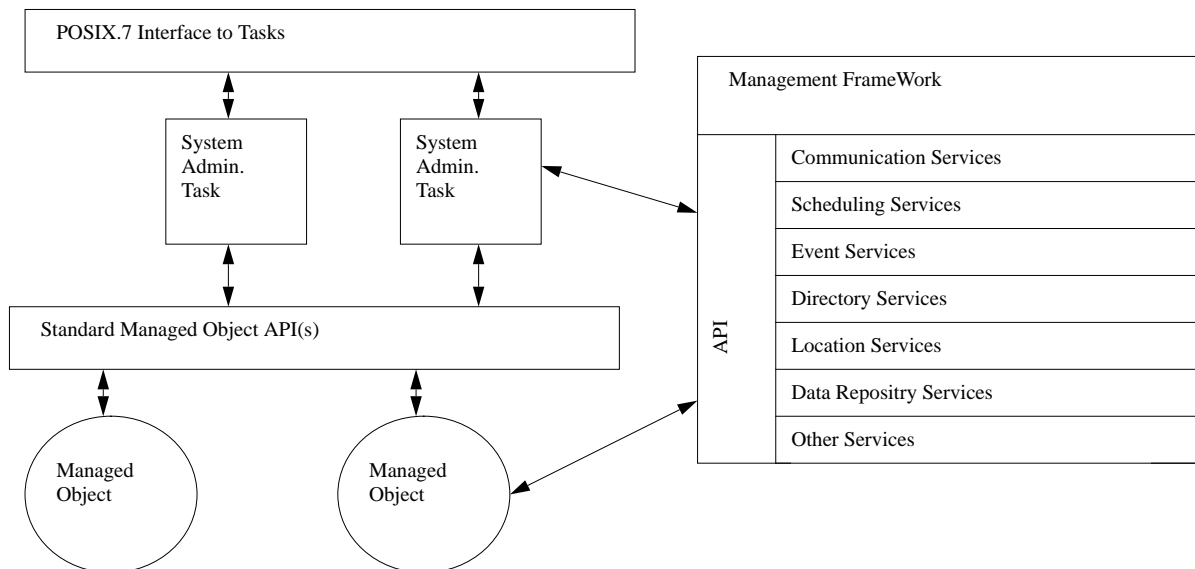 POSIX.7 Interface to Tasks
System
Admin.
Task
System
Admin.
Task
Standard Managed Object API(s)
Managed
Object
Managed
Object
Management FrameWork
API
Communication Services
Scheduling Services
Event Services
Directory Services
Location Services
Data Repositry Services
Other Services